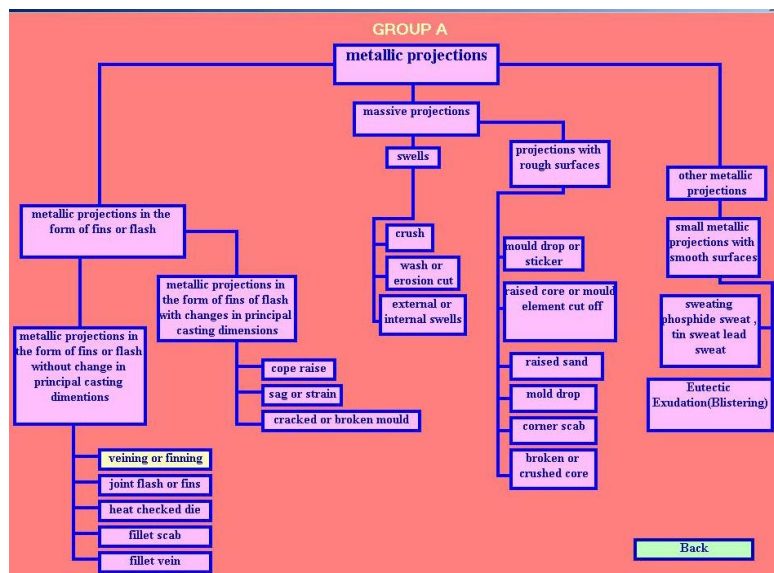 GROUP A
metallic projections
massive projections
swells
projections with
rough surfaces
other metallic
projections
metallic projections in the
form of fins or flash
small metallic
projections with
smooth surfaces
crush
wash or
erosion cut
external or
internal swells
mould drop or
sticker
raised core or mould
element cut off
raised sand
mold drop
corner scab
broken or
crushed core
metallic projections in
the form of fins of flash
with changes in principal
casting dimensions
sweating
phosphide sweat ,
tin sweat lead
sweat
metallic projections in
the form of fins or flash
without change in
principal casting
dimentions
cope raise
sag or strain
cracked or broken mould
Eutectic
Exudation(Blistering)
veining or finning
joint flash or fins
heat checked die
fillet scab
fillet vein
Back